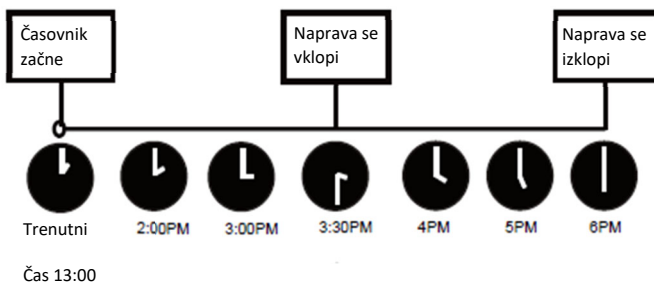 Časovnik
začne
Naprava se
vklopi
Naprava se
izklopi
Trenutni
2:00PM
3:00PM
3:30PM
4PM
5PM
6PM
Čas 13:00